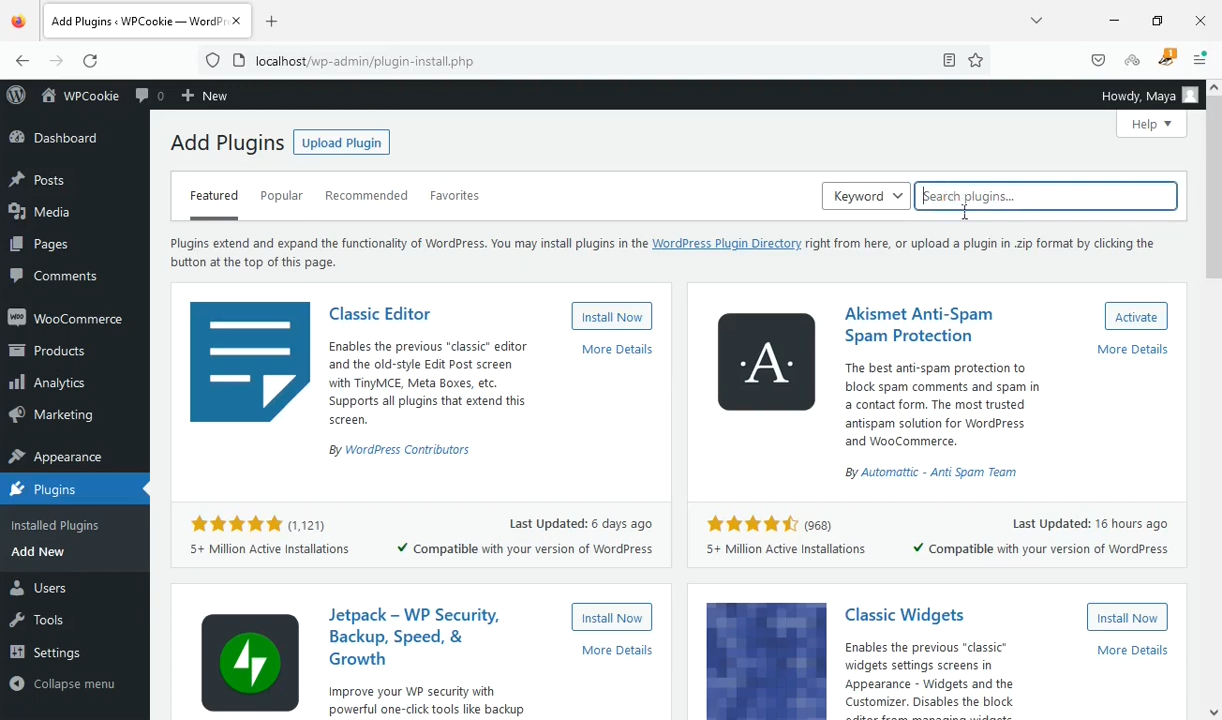 Add Plugins ‹ WPCookie — WordPr
localhost/wp-admin/plugin-install.php
1
WPCookie
0
New
Howdy, Maya
Help
Add Plugins
Upload Plugin
Featured
Popular
Recommended
Favorites
Keyword
Search plugins...
Plugins extend and expand the functionality of WordPress. You may install plugins in the WordPress Plugin Directory right from here, or upload a plugin in .zip format by clicking the
button at the top of this page.
Dashboard
Posts
Media
Pages
Comments
WooCommerce
Products
Analytics
Marketing
Appearance
Plugins
Installed Plugins
Add New
Users
Tools
Settings
Collapse menu
Classic Editor
Install Now
More Details
Enables the previous "classic" editor
and the old-style Edit Post screen
with TinyMCE, Meta Boxes, etc.
Supports all plugins that extend this
screen.
By WordPress Contributors
(1,121)
Last Updated: 6 days ago
5+ Million Active Installations
Compatible with your version of WordPress
·A·
Akismet Anti-Spam
Spam Protection
Activate
More Details
The best anti-spam protection to
block spam comments and spam in
a contact form. The most trusted
antispam solution for WordPress
and WooCommerce.
By Automattic - Anti Spam Team
(968)
Last Updated: 16 hours ago
5+ Million Active Installations
Compatible with your version of WordPress
Jetpack – WP Security,
Backup, Speed, &
Growth
Install Now
More Details
Improve your WP security with
powerful one-click tools like backup
Classic Widgets
Install Now
More Details
Enables the previous "classic"
widgets settings screens in
Appearance - Widgets and the
Customizer. Disables the block
editor from managing widgets